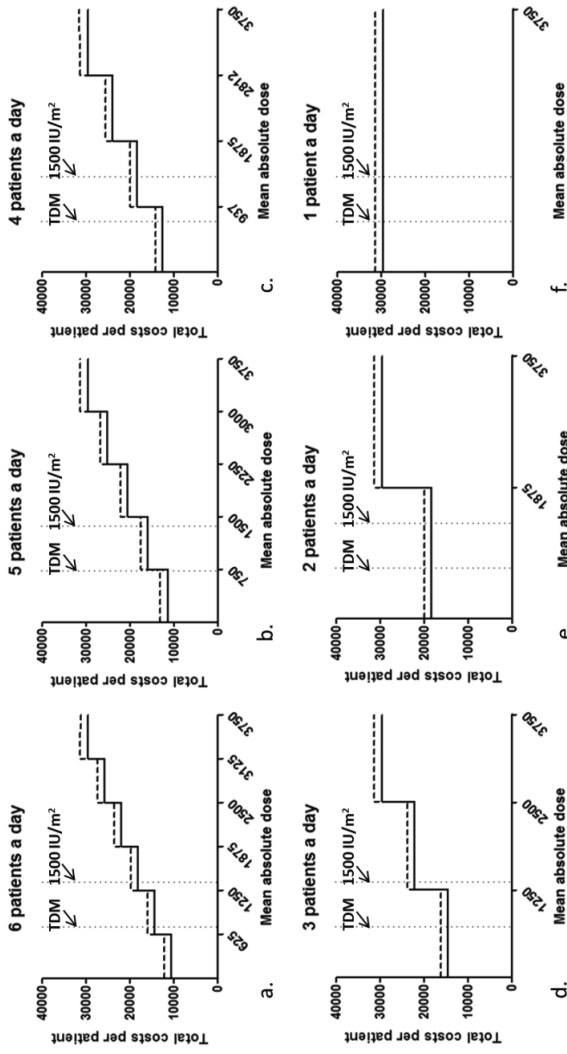 6 patients a day
TDM 1500 IU/m²
Total costs per patient
40000
30000
20000
10000
0
625
1250
1875
2500
3125
3750
Mean absolute dose
a.
5 patients a day
TDM 1500 IU/m²
Total costs per patient
40000
30000
20000
10000
0
750
1500
2250
3000
3750
Mean absolute dose
b.
4 patients a day
TDM 1500 IU/m²
Total costs per patient
40000
30000
20000
10000
0
937
1875
2812
3750
Mean absolute dose
c.
3 patients a day
TDM 1500 IU/m²
Total costs per patient
40000
30000
20000
10000
0
1250
2500
3750
Mean absolute dose
d.
2 patients a day
TDM 1500 IU/m²
Total costs per patient
40000
30000
20000
10000
0
1875
3750
Mean absolute dose
e.
1 patient a day
TDM 1500 IU/m²
Total costs per patient
40000
30000
20000
10000
0
3750
Mean absolute dose
f.